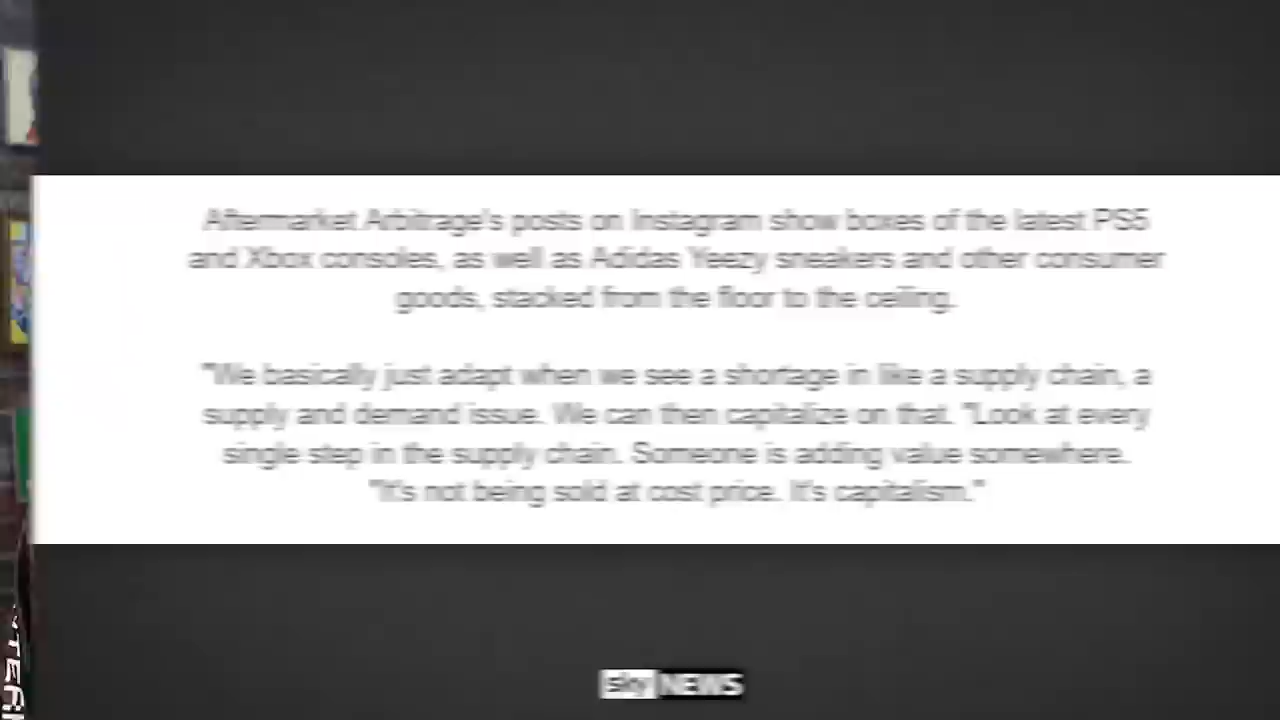 Aftermarket Arbitrage's posts on Instagram show boxes of the latest PS5
and Xbox consoles, as well as Adidas Yeezy sneakers and other consumer
goods, stacked from the floor to the ceiling.
"We basically just adapt when we see a shortage in like a supply chain, a
supply and demand issue. We can then capitalize on that. "Look at every
single step in the supply chain. Someone is adding value somewhere.
"It's not being sold at cost price. It's capitalism."
sky NEWS